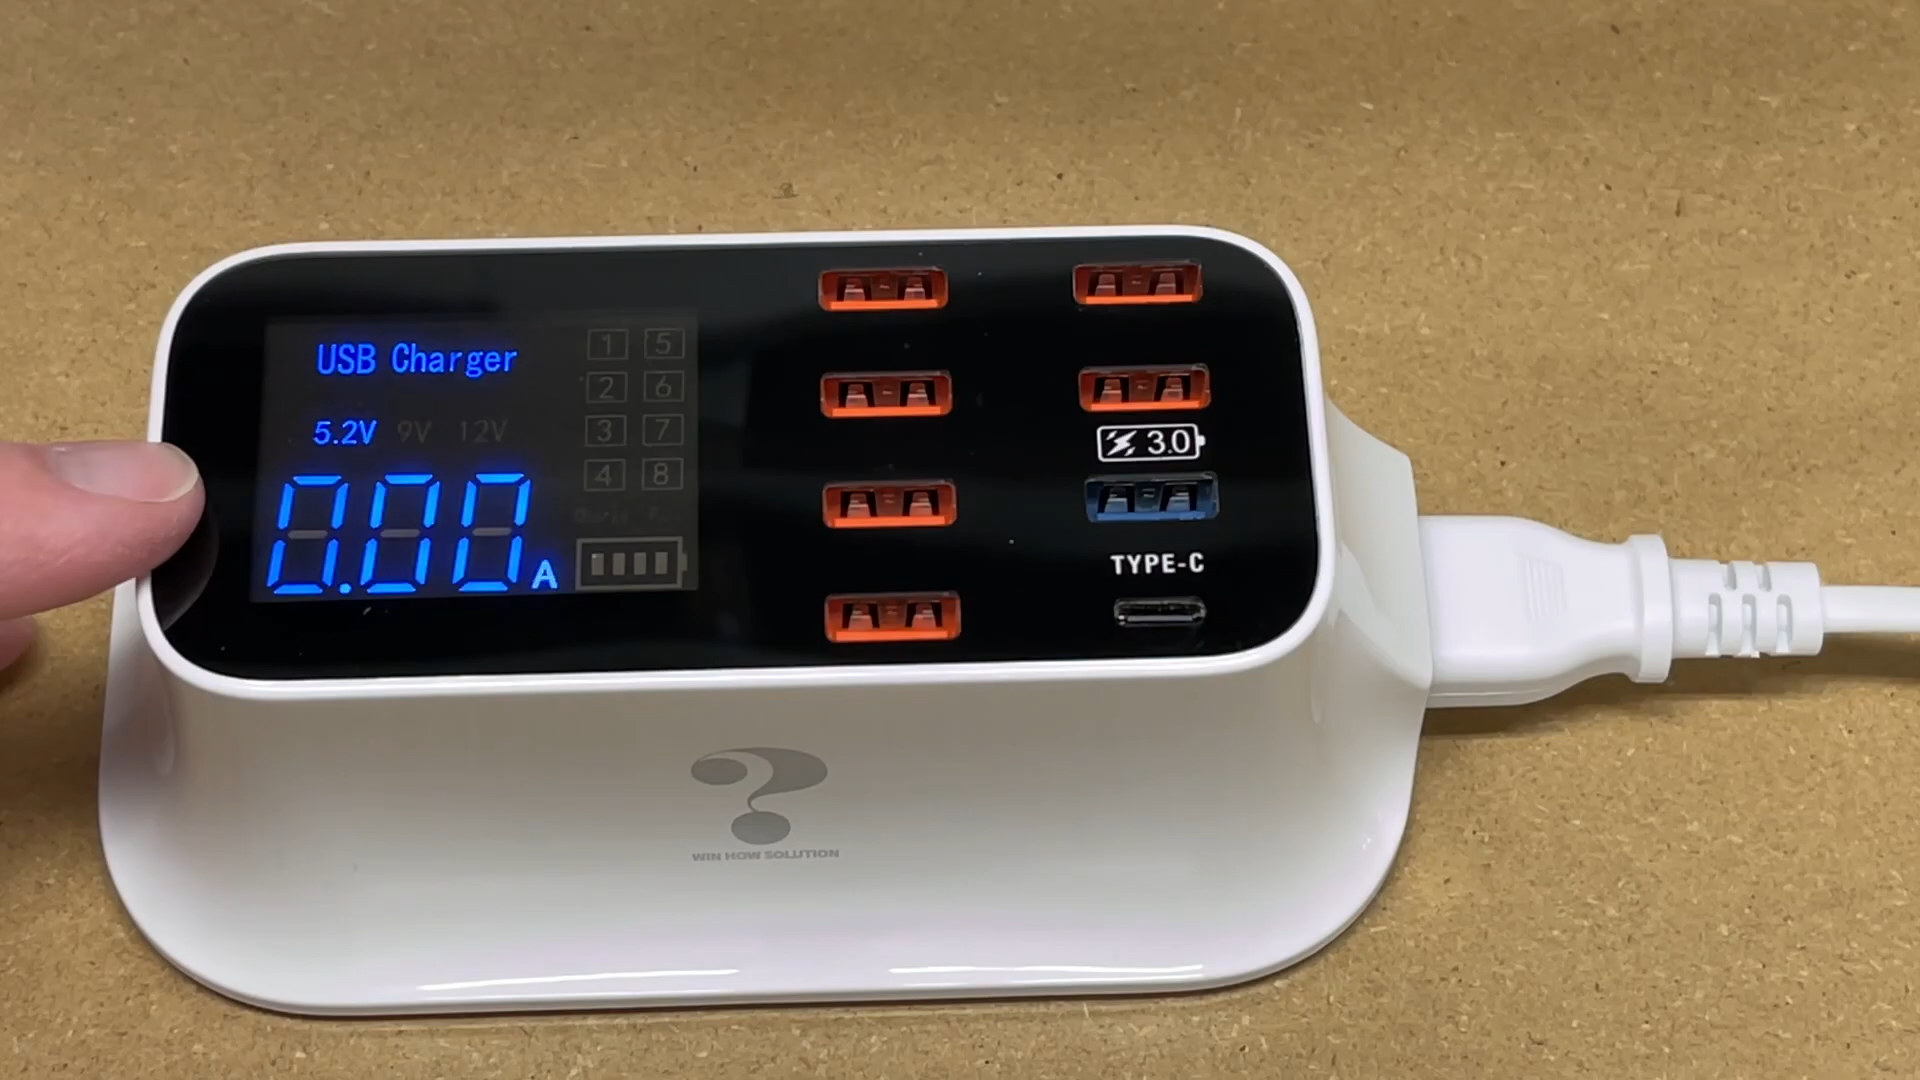 USB Charger
5.2V 9V 12V
0.00A
1 5
2 6
3 7
4 8
3.0
TYPE-C
WIN HOW SOLUTION